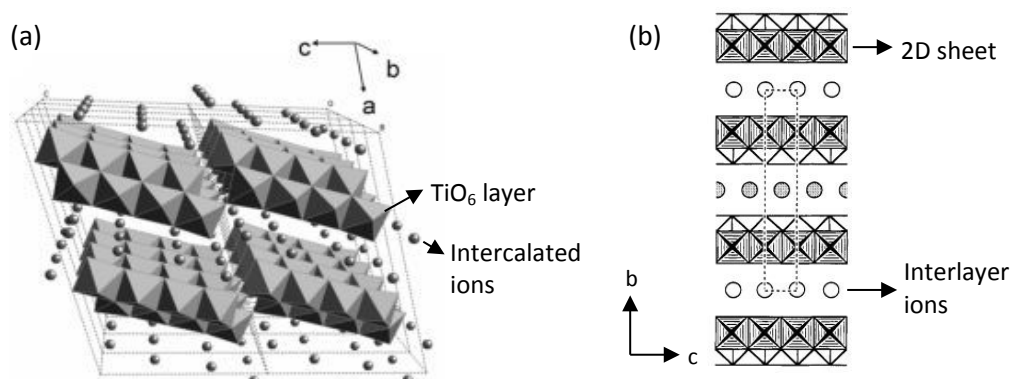 (a)
c
b
a
TiO₆ layer
Intercalated
ions
(b)
2D sheet
Interlayer
ions
b
c